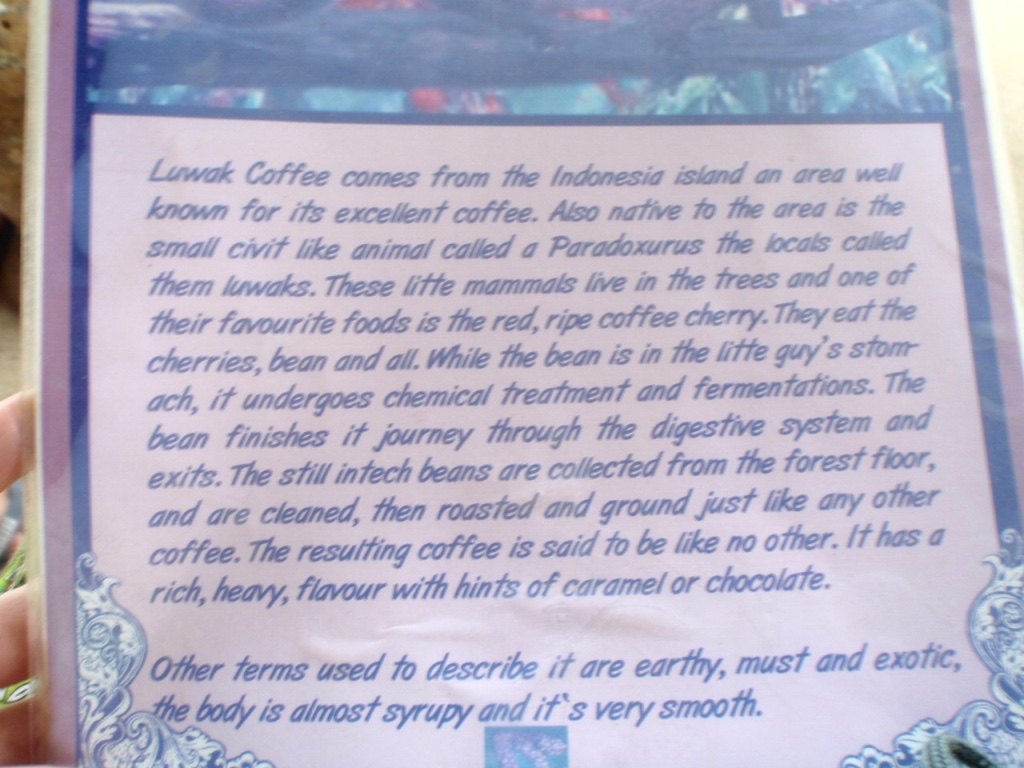 Luwak Coffee comes from the Indonesia island an area well
known for its excellent coffee. Also native to the area is the
small civit like animal called a Paradoxurus the locals called
them luwaks. These litte mammals live in the trees and one of
their favourite foods is the red, ripe coffee cherry. They eat the
cherries, bean and all. While the bean is in the litte guy's stom-
ach, it undergoes chemical treatment and fermentations. The
bean finishes it journey through the digestive system and
exits. The still intech beans are collected from the forest floor,
and are cleaned, then roasted and ground just like any other
coffee. The resulting coffee is said to be like no other. It has a
rich, heavy, flavour with hints of caramel or chocolate.
Other terms used to describe it are earthy, must and exotic,
the body is almost syrupy and it`s very smooth.